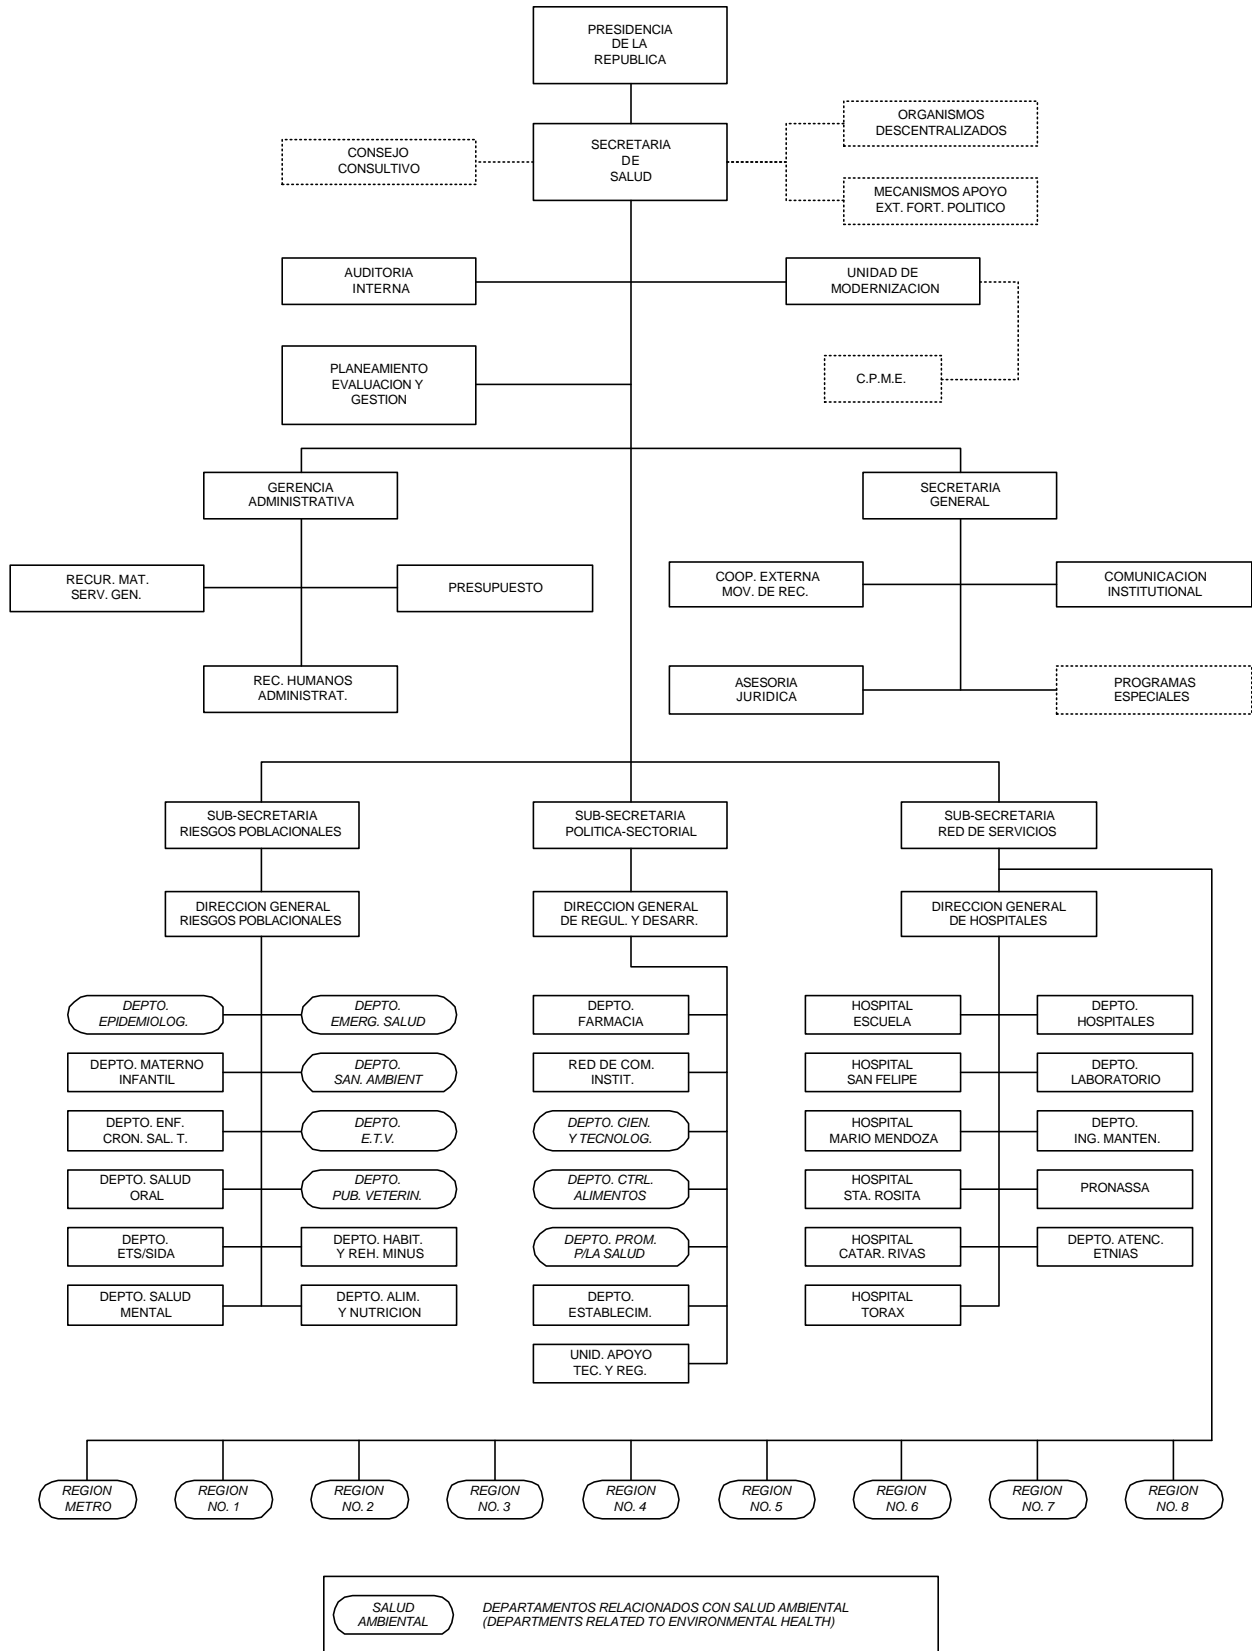 PRESIDENCIA
DE LA
REPUBLICA
ORGANISMOS
DESCENTRALIZADOS
CONSEJO
CONSULTIVO
SECRETARIA
DE
SALUD
MECANISMOS APOYO
EXT. FORT. POLITICO
AUDITORIA
INTERNA
UNIDAD DE
MODERNIZACION
PLANEAMIENTO
EVALUACION Y
GESTION
C.P.M.E.
GERENCIA
ADMINISTRATIVA
SECRETARIA
GENERAL
RECUR. MAT.
SERV. GEN.
PRESUPUESTO
COOP. EXTERNA
MOV. DE REC.
COMUNICACION
INSTITUTIONAL
REC. HUMANOS
ADMINISTRAT.
ASESORIA
JURIDICA
PROGRAMAS
ESPECIALES
SUB-SECRETARIA
RIESGOS POBLACIONALES
SUB-SECRETARIA
POLITICA-SECTORIAL
SUB-SECRETARIA
RED DE SERVICIOS
DIRECCION GENERAL
RIESGOS POBLACIONALES
DIRECCION GENERAL
DE REGUL. Y DESARR.
DIRECCION GENERAL
DE HOSPITALES
DEPTO.
EPIDEMIOLOG.
DEPTO.
EMERG. SALUD
DEPTO.
FARMACIA
HOSPITAL
ESCUELA
DEPTO.
HOSPITALES
DEPTO. MATERNO
INFANTIL
DEPTO.
SAN. AMBIENT
RED DE COM.
INSTIT.
HOSPITAL
SAN FELIPE
DEPTO.
LABORATORIO
DEPTO. ENF.
CRON. SAL. T.
DEPTO.
E.T.V.
DEPTO. CIEN.
Y TECNOLOG.
HOSPITAL
MARIO MENDOZA
DEPTO.
ING. MANTEN.
DEPTO. SALUD
ORAL
DEPTO.
PUB. VETERIN.
DEPTO. CTRL.
ALIMENTOS
HOSPITAL
STA. ROSITA
PRONASSA
DEPTO.
ETS/SIDA
DEPTO. HABIT.
Y REH. MINUS
DEPTO. PROM.
P/LA SALUD
HOSPITAL
CATAR. RIVAS
DEPTO. ATENC.
ETNIAS
DEPTO. SALUD
MENTAL
DEPTO. ALIM.
Y NUTRICION
DEPTO.
ESTABLECIM.
HOSPITAL
TORAX
UNID. APOYO
TEC. Y REG.
REGION
METRO
REGION
NO. 1
REGION
NO. 2
REGION
NO. 3
REGION
NO. 4
REGION
NO. 5
REGION
NO. 6
REGION
NO. 7
REGION
NO. 8
SALUD
AMBIENTAL
DEPARTAMENTOS RELACIONADOS CON SALUD AMBIENTAL
(DEPARTMENTS RELATED TO ENVIRONMENTAL HEALTH)